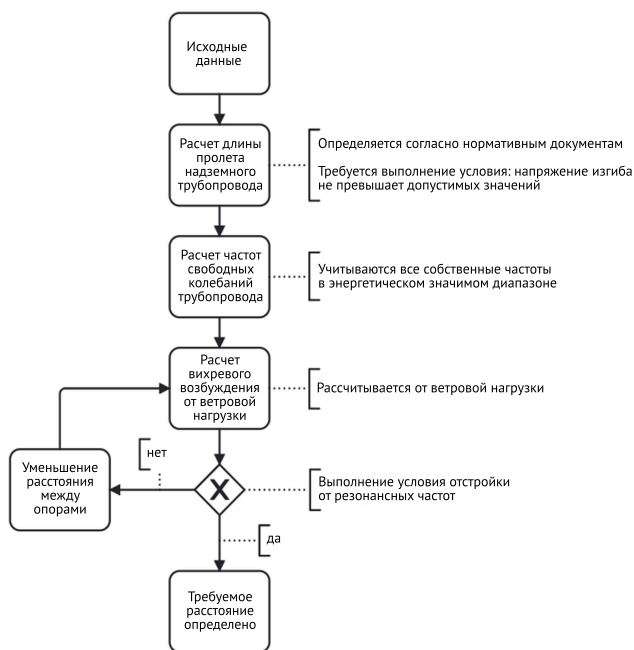 Исходные
данные
Расчет длины
пролета
надземного
трубопровода
Определяется согласно нормативным документам
Требуется выполнение условия: напряжение изгиба
не превышает допустимых значений
Расчет частот
свободных
колебаний
трубопровода
Учитываются все собственные частоты
в энергетическом значимом диапазоне
Расчет
вихревого
возбуждения
от ветровой
нагрузки
Рассчитывается от ветровой нагрузки
нет
Уменьшение
расстояния
между
опорами
X
Выполнение условия отстройки
от резонансных частот
да
Требуемое
расстояние
определено